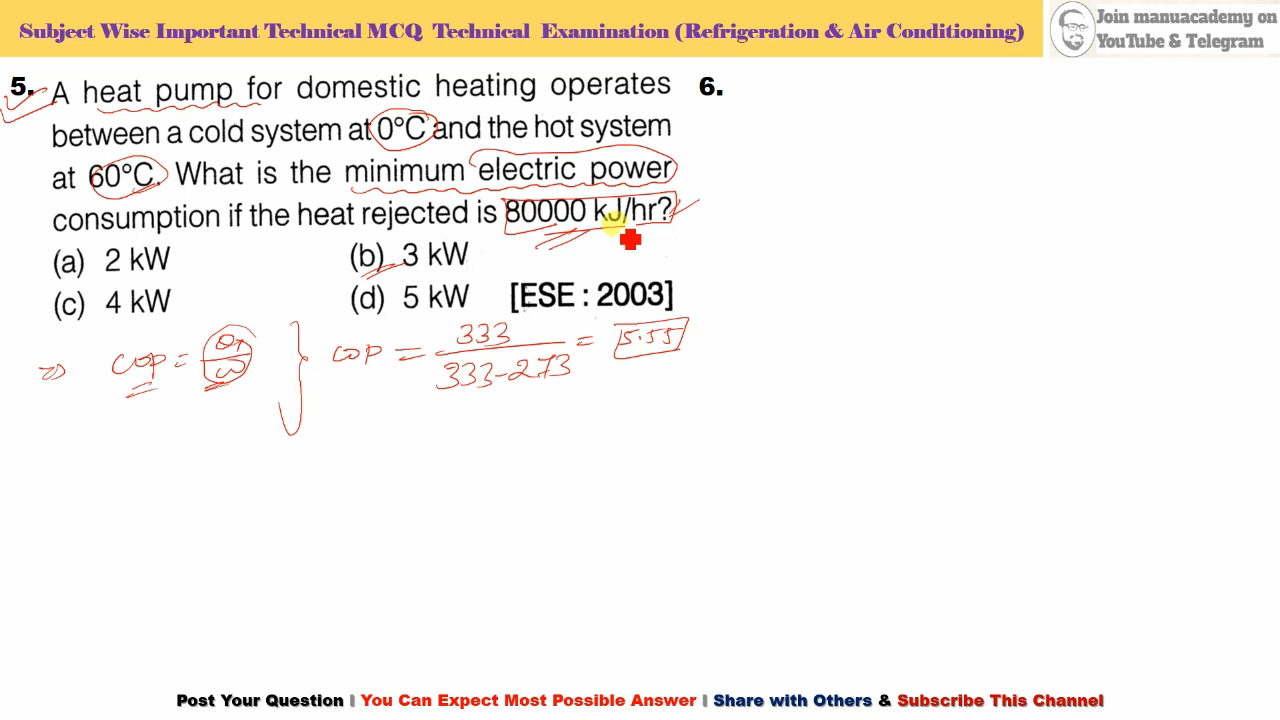 Subject Wise Important Technical MCQ Technical Examination (Refrigeration & Air Conditioning)
Join manuacademy on
YouTube & Telegram
5. A heat pump for domestic heating operates
between a cold system at 0°C and the hot system
at 60°C. What is the minimum electric power
consumption if the heat rejected is 80000 kJ/hr?
(a) 2 kW (b) 3 kW
(c) 4 kW (d) 5 kW [ESE : 2003]
6.
⇒ COP = / W } COP = 333 / 333-273 = 5.55
Post Your Question | You Can Expect Most Possible Answer | Share with Others & Subscribe This Channel